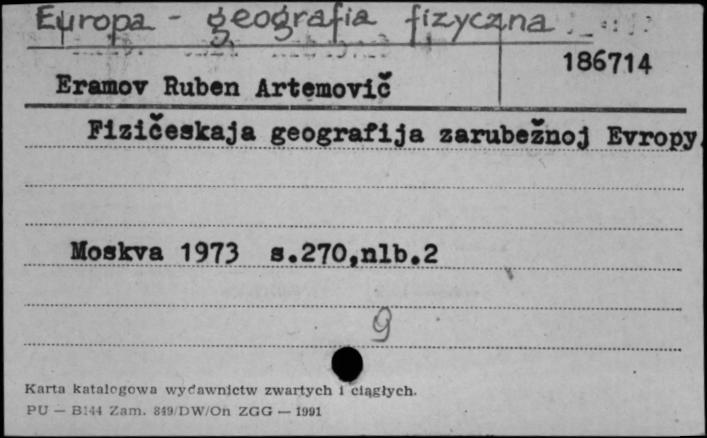 Europa - geografia fizyczna
186714
Eramov Ruben Artemovič
Fizičeskaja geografija zarubežnoj Evropy.
Moskva 1973 s.270,nlb.2
9
Karta katalogowa wydawnictw zwartych i ciągłych.
PU — B144 Zam. 849/DW/On ZGG — 1991